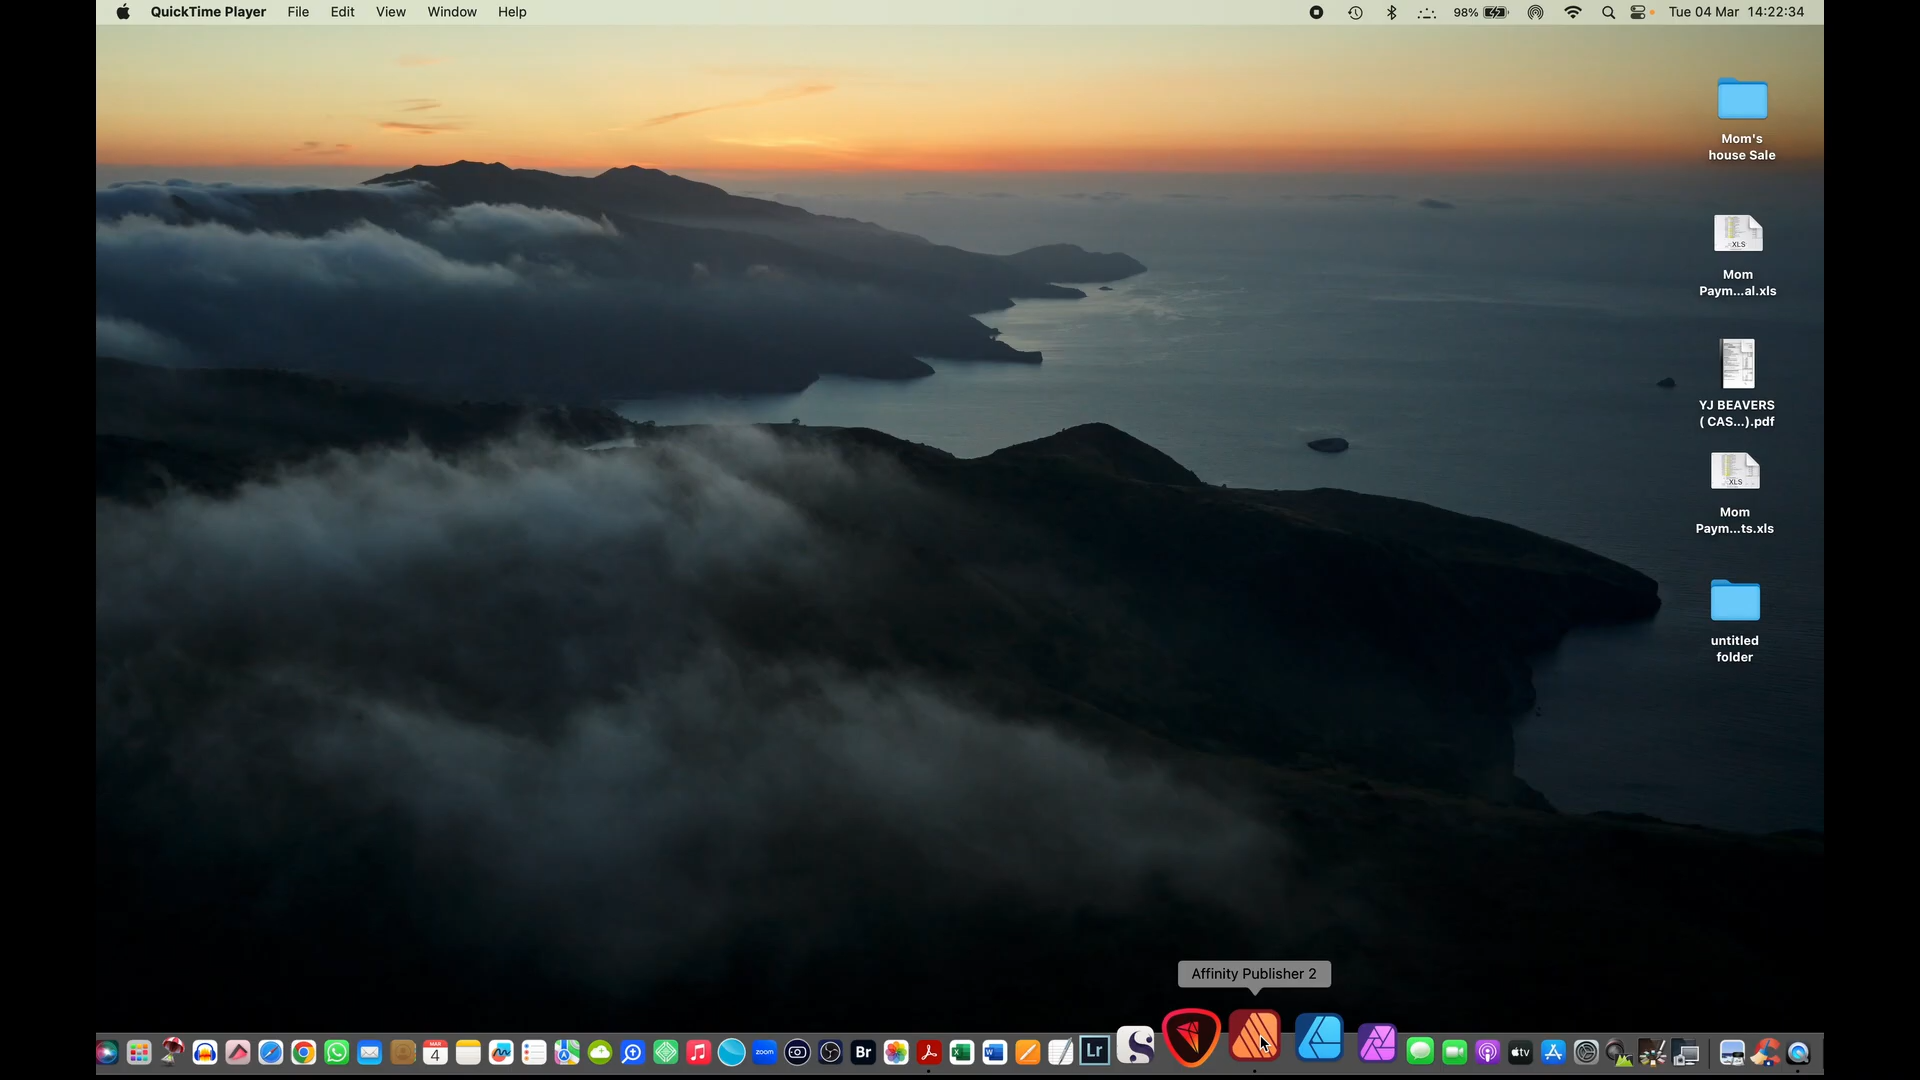 QuickTime Player File Edit View Window Help 98% Tue 04 Mar 14:22:34
Mom's
house Sale
XLS
Mom
Paym...al.xls
YJ BEAVERS
( CAS...).pdf
XLS
Mom
Paym...ts.xls
untitled
folder
Affinity Publisher 2
MAR
4
zoom
Br
Lr
tv